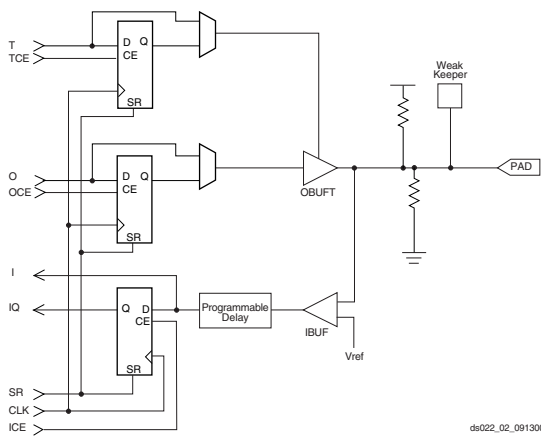 T
TCE
D Q
CE
SR
Weak
Keeper
O
OCE
D Q
CE
SR
OBUFT
PAD
I
IQ
Q D
CE
SR
Programmable
Delay
IBUF
Vref
SR
CLK
ICE
ds022_02_091300